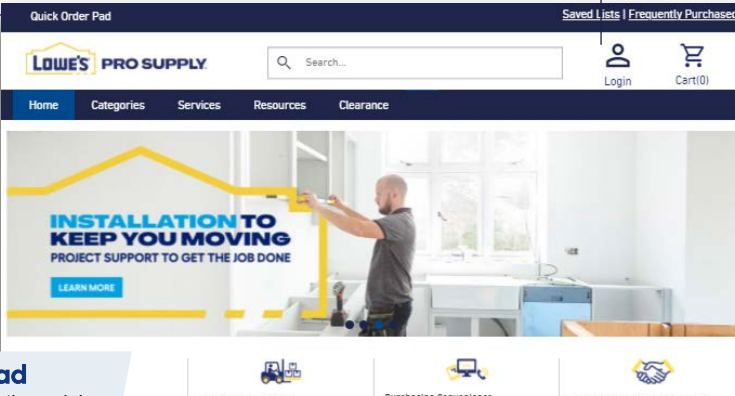 Quick Order Pad
Saved Lists | Frequently Purchased
LOWE'S PRO SUPPLY
Search...
Login
Cart(0)
Home Categories Services Resources Clearance
INSTALLATION TO
KEEP YOU MOVING
PROJECT SUPPORT TO GET THE JOB DONE
LEARN MORE
ad